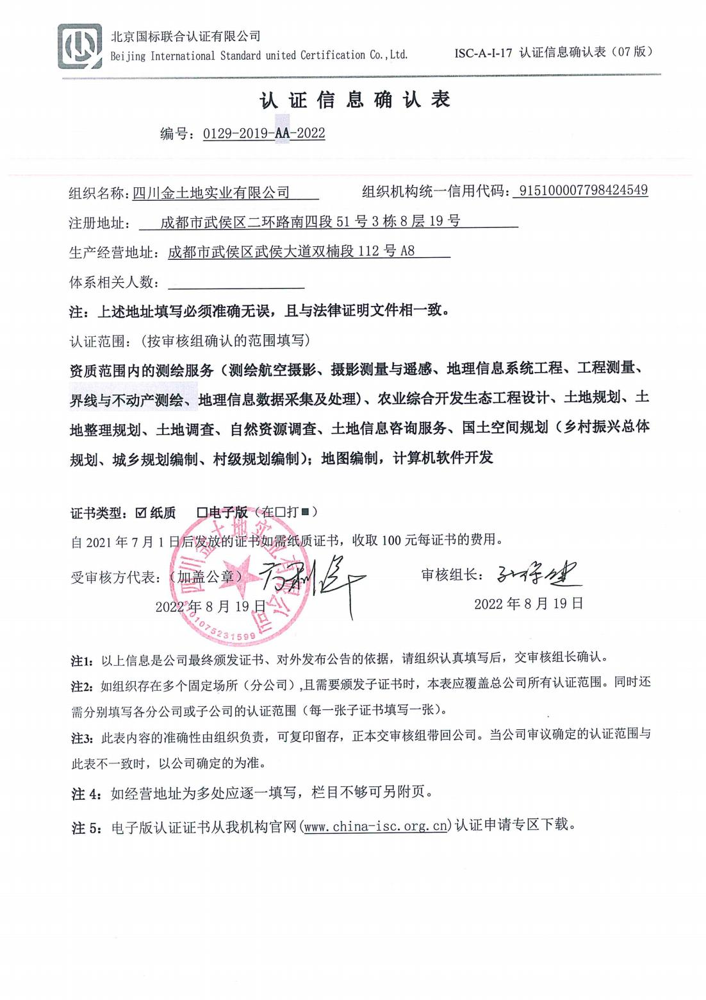 北京国标联合认证有限公司
Beijing International Standard united Certification Co.,Ltd.
ISC-A-I-17 认证信息确认表（07 版）
认证信息确认表
编号：0129-2019-AA-2022
组织名称：四川金土地实业有限公司 组织机构统一信用代码：915100007798424549
注册地址： 成都市武侯区二环路南四段 51 号 3 栋 8 层 19 号
生产经营地址：成都市武侯区武侯大道双楠段 112 号 A8
体系相关人数：
注：上述地址填写必须准确无误，且与法律证明文件相一致。
认证范围：(按审核组确认的范围填写)
资质范围内的测绘服务（测绘航空摄影、摄影测量与遥感、地理信息系统工程、工程测量、
界线与不动产测绘、地理信息数据采集及处理）、农业综合开发生态工程设计、土地规划、土
地整理规划、土地调查、自然资源调查、土地信息咨询服务、国土空间规划（乡村振兴总体
规划、城乡规划编制、村级规划编制）；地图编制，计算机软件开发
证书类型：☑纸质 □电子版（在□打■）
自 2021 年 7 月 1 日后发放的证书如需纸质证书，收取 100 元每证书的费用。
受审核方代表：（加盖公章） 审核组长：
2022 年 8 月 19 日 2022 年 8 月 19 日
四川金土地实业有限公司
5101075231599
注1：以上信息是公司最终颁发证书、对外发布公告的依据，请组织认真填写后，交审核组长确认。
注2：如组织存在多个固定场所（分公司）,且需要颁发子证书时，本表应覆盖总公司所有认证范围。同时还
需分别填写各分公司或子公司的认证范围（每一张子证书填写一张）。
注3：此表内容的准确性由组织负责，可复印留存，正本交审核组带回公司。当公司审议确定的认证范围与
此表不一致时，以公司确定的为准。
注 4：如经营地址为多处应逐一填写，栏目不够可另附页。
注 5：电子版认证证书从我机构官网(www.china-isc.org.cn)认证申请专区下载。